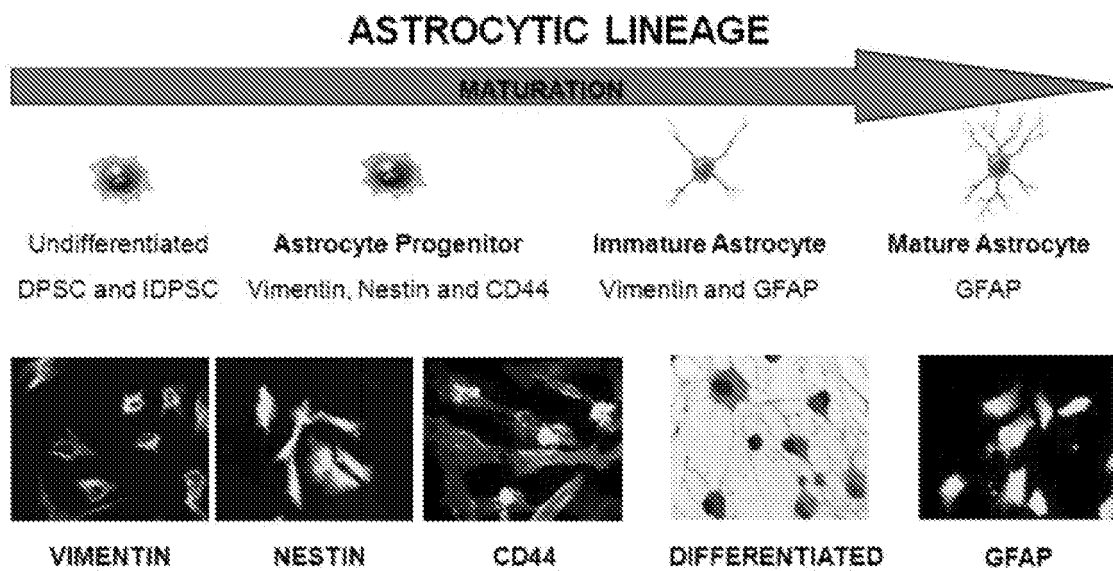 ASTROCYTIC LINEAGE
MATURATION
Undifferentiated
DPSC and IDPSC
Astrocyte Progenitor
Vimentin, Nestin and CD44
Immature Astrocyte
Vimentin and GFAP
Mature Astrocyte
GFAP
VIMENTIN
NESTIN
CD44
DIFFERENTIATED
GFAP